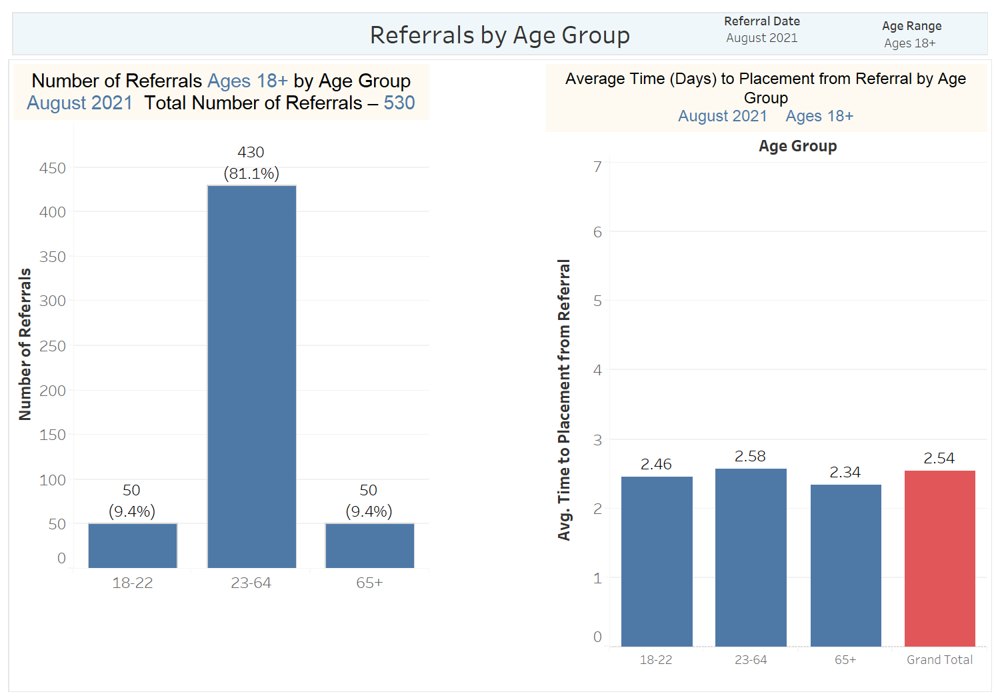 Referrals by Age Group
Referral Date
August 2021
Age Range
Ages 18+
Number of Referrals Ages 18+ by Age Group
August 2021 Total Number of Referrals – 530
Number of Referrals
450
400
350
300
250
200
150
100
50
0
50
(9.4%)
430
(81.1%)
50
(9.4%)
18-22
23-64
65+
Average Time (Days) to Placement from Referral by Age
Group
August 2021 Ages 18+
Age Group
Avg. Time to Placement from Referral
7
6
5
4
3
2
1
0
2.46
2.58
2.34
2.54
18-22
23-64
65+
Grand Total